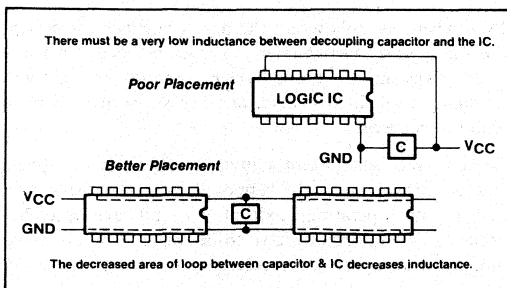 There must be a very low inductance between decoupling capacitor and the IC.
Poor Placement
LOGIC IC
C
VCC
GND
Better Placement
VCC
C
GND
The decreased area of loop between capacitor & IC decreases inductance.